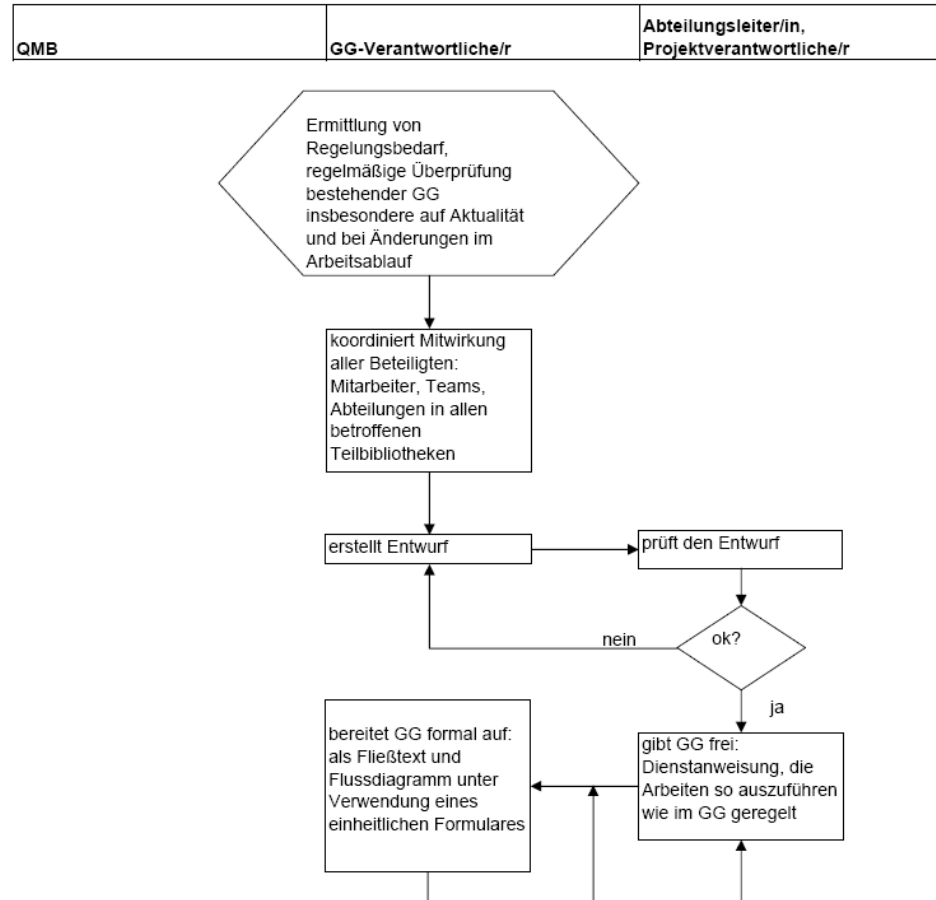 QMB
GG-Verantwortliche/r
Abteilungsleiter/in,
Projektverantwortliche/r
Ermittlung von
Regelungsbedarf,
regelmäßige Überprüfung
bestehender GG
insbesondere auf Aktualität
und bei Änderungen im
Arbeitsablauf
koordiniert Mitwirkung
aller Beteiligten:
Mitarbeiter, Teams,
Abteilungen in allen
betroffenen
Teilbibliotheken
erstellt Entwurf
prüft den Entwurf
nein
ok?
ja
bereitet GG formal auf:
als Fließtext und
Flussdiagramm unter
Verwendung eines
einheitlichen Formulares
gibt GG frei:
Dienstanweisung, die
Arbeiten so auszuführen
wie im GG geregelt